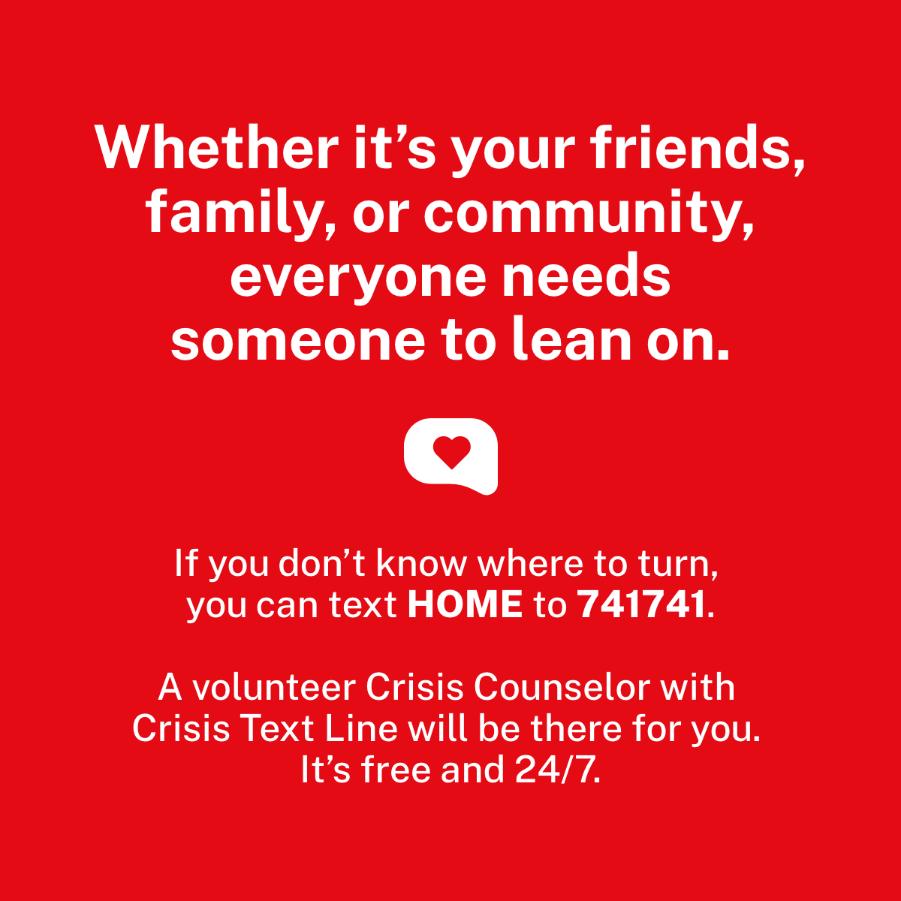 Whether it’s your friends,
family, or community,
everyone needs
someone to lean on.
If you don’t know where to turn,
you can text HOME to 741741.
A volunteer Crisis Counselor with
Crisis Text Line will be there for you.
It’s free and 24/7.